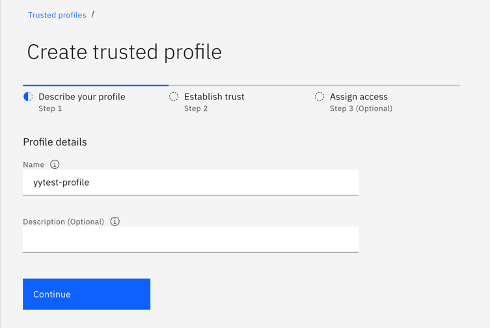 Trusted profiles /
Create trusted profile
Describe your profile
Step 1
Establish trust
Step 2
Assign access
Step 3 (Optional)
Profile details
Name
yytest-profile
Description (Optional)
Continue